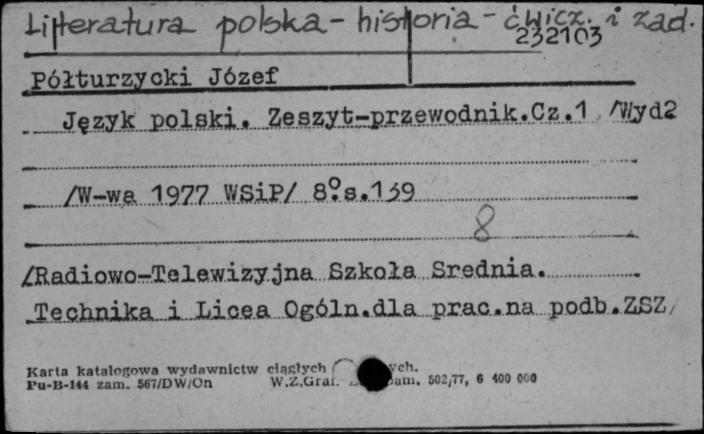 Literatura polska - historia - ćwicz. i zad.
232103
Półturzycki Józef
Język polski. Zeszyt-przewodnik.Cz.1 /Wyd2
/W-wa 1977 WSiP/ 8° s.139
8
/Radiowo-Telewizyjna Szkoła Srednia.
Technika i Licea Ogóln.dla prac.na podb.ZSZ/
Karta katalogowa wydawnictw ciągłych
Pu-B-144 zam. 567/DW/On W.Z.Graf. zam. 502/77, 6 400 000